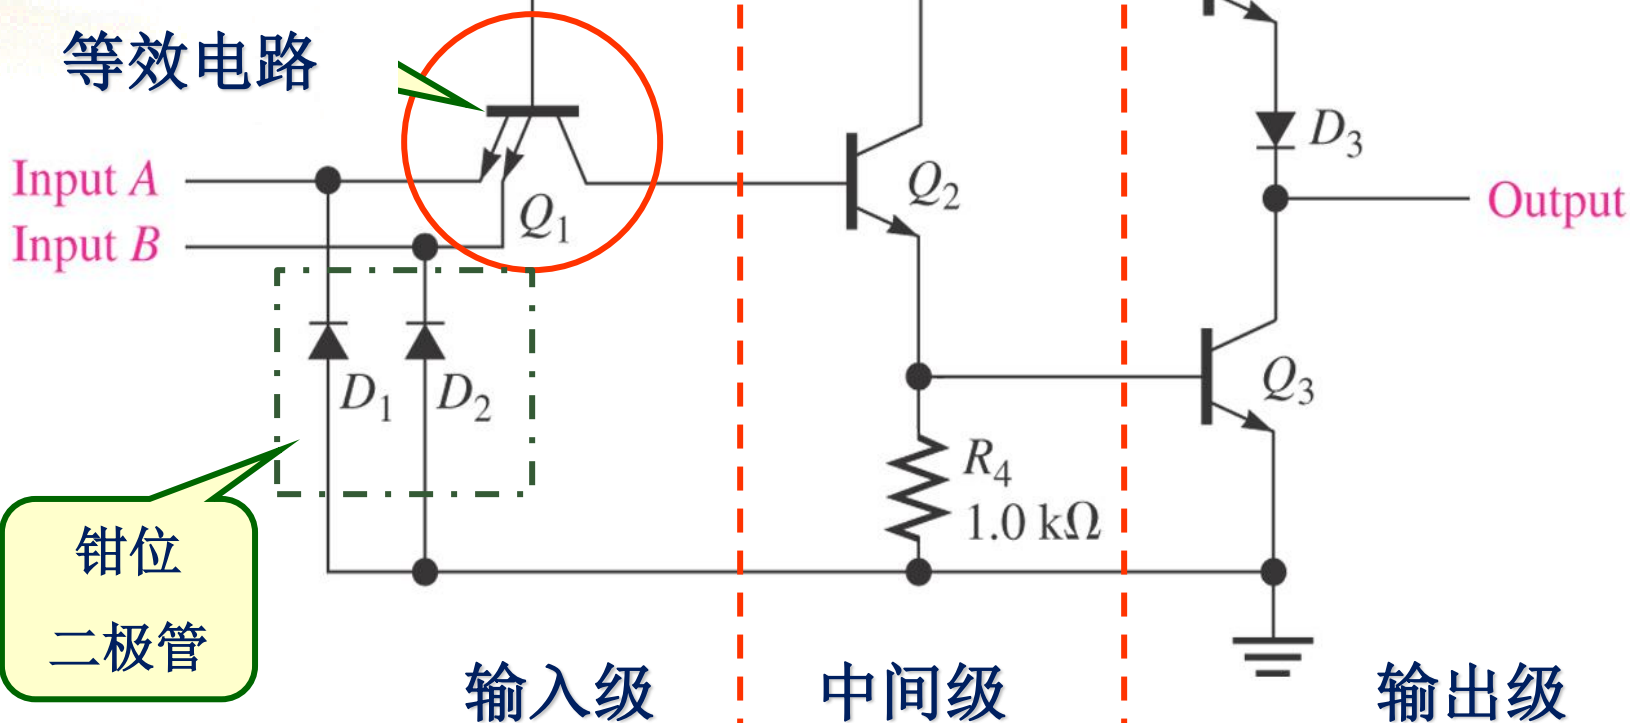 等效电路
Input A
Input B
Q1
Q2
D3
Output
D1
D2
Q3
R4
1.0 kΩ
钳位
二极管
输入级
中间级
输出级